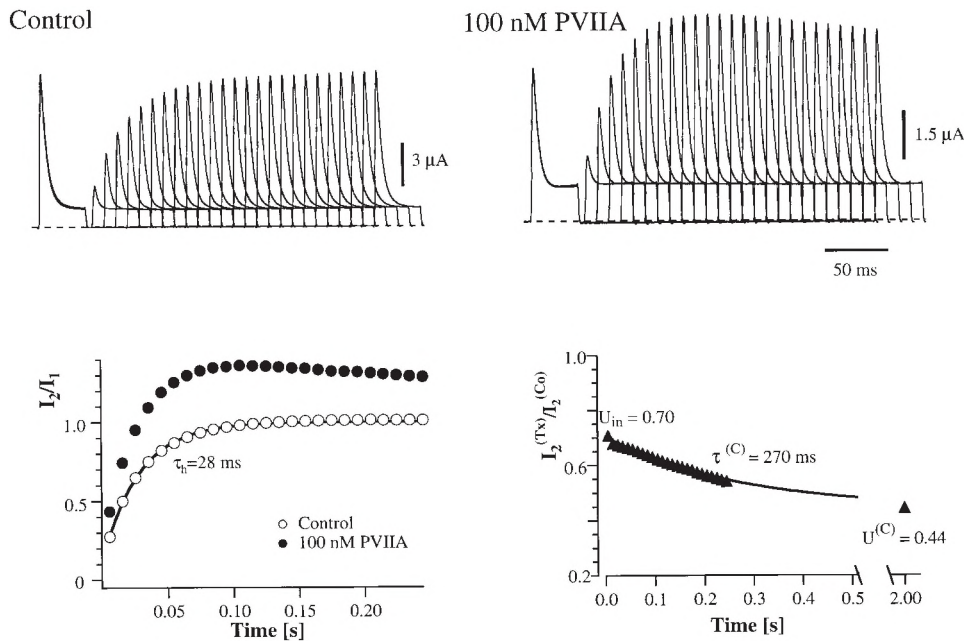 Control
100 nM PVIIA
3 μA
1.5 μA
50 ms
I2/I1
1.0
0.5
0
τh=28 ms
Control
100 nM PVIIA
0.05
0.10
0.15
0.20
Time [s]
I2(Tx)/I2(Co)
1.0
0.6
0.2
Uin = 0.70
τ (C) = 270 ms
U(C) = 0.44
0.0
0.1
0.2
0.3
0.4
0.5
2.00
Time [s]